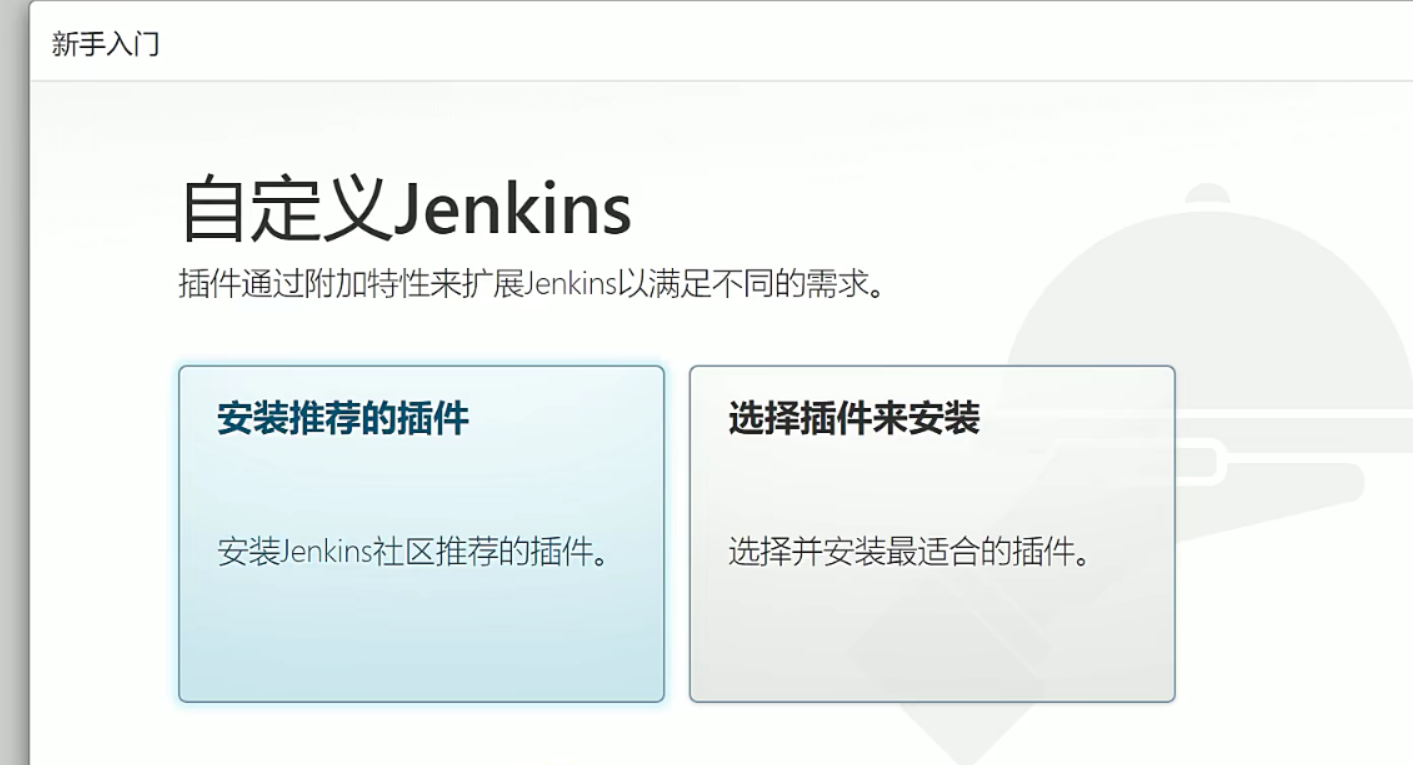 新手入门
自定义Jenkins
插件通过附加特性来扩展Jenkins以满足不同的需求。
安装推荐的插件
选择插件来安装
安装Jenkins社区推荐的插件。
选择并安装最适合的插件。